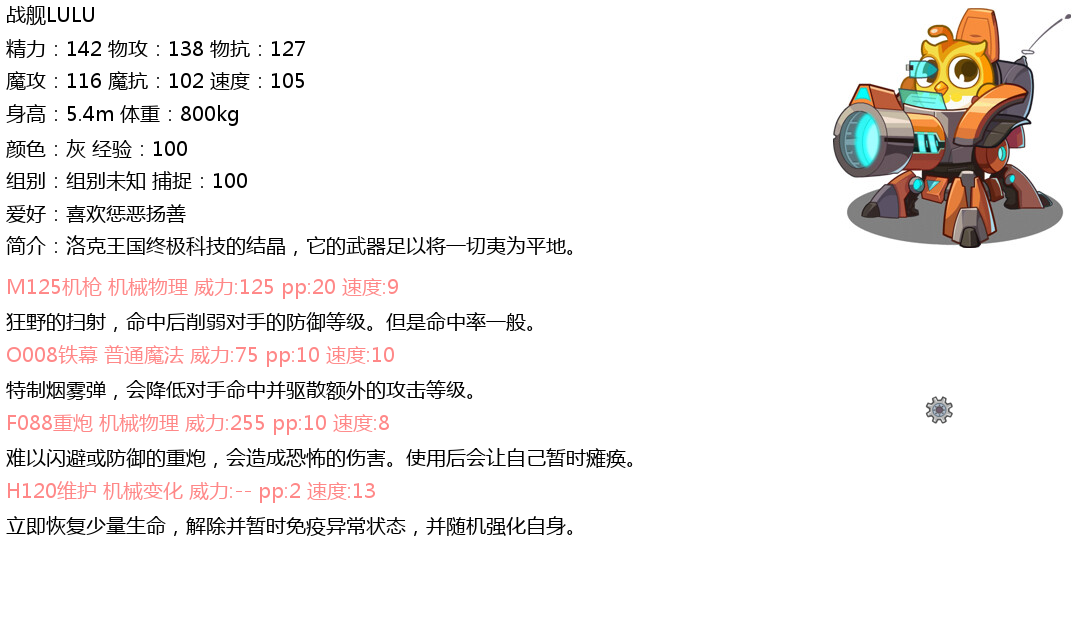 战舰LULU
精力：142 物攻：138 物抗：127
魔攻：116 魔抗：102 速度：105
身高：5.4m 体重：800kg
颜色：灰 经验：100
组别：组别未知 捕捉：100
爱好：喜欢惩恶扬善
简介：洛克王国终极科技的结晶，它的武器足以将一切夷为平地。
M125机枪 机械物理 威力:125 pp:20 速度:9
狂野的扫射，命中后削弱对手的防御等级。但是命中率一般。
O008铁幕 普通魔法 威力:75 pp:10 速度:10
特制烟雾弹，会降低对手命中并驱散额外的攻击等级。
F088重炮 机械物理 威力:255 pp:10 速度:8
难以闪避或防御的重炮，会造成恐怖的伤害。使用后会让自己暂时瘫痪。
H120维护 机械变化 威力:-- pp:2 速度:13
立即恢复少量生命，解除并暂时免疫异常状态，并随机强化自身。